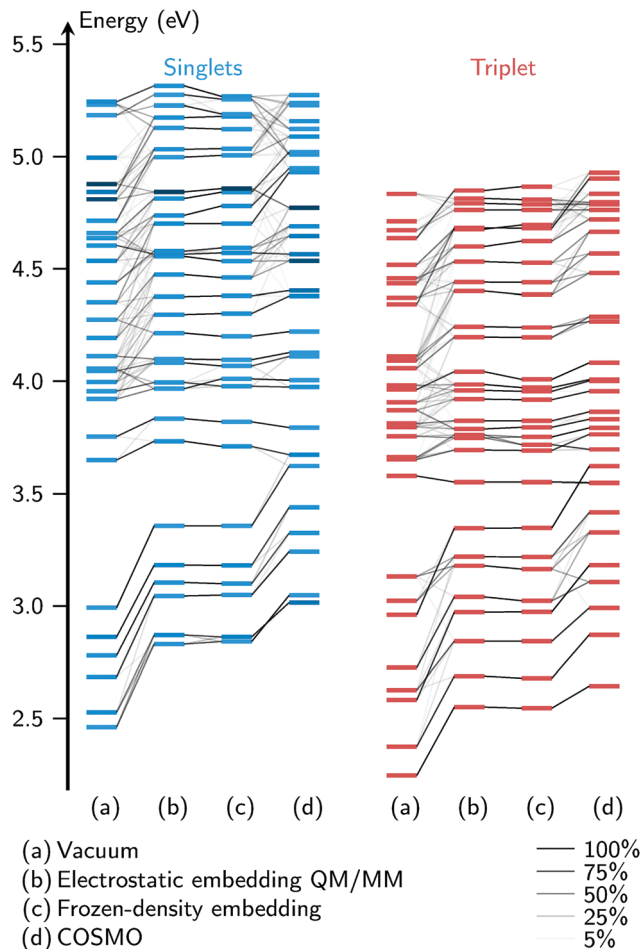 Energy (eV)
Singlets
Triplet
5.5
5.0
4.5
4.0
3.5
3.0
2.5
(a) (b) (c) (d) (a) (b) (c) (d)
(a) Vacuum
(b) Electrostatic embedding QM/MM
(c) Frozen-density embedding
(d) COSMO
100%
75%
50%
25%
5%